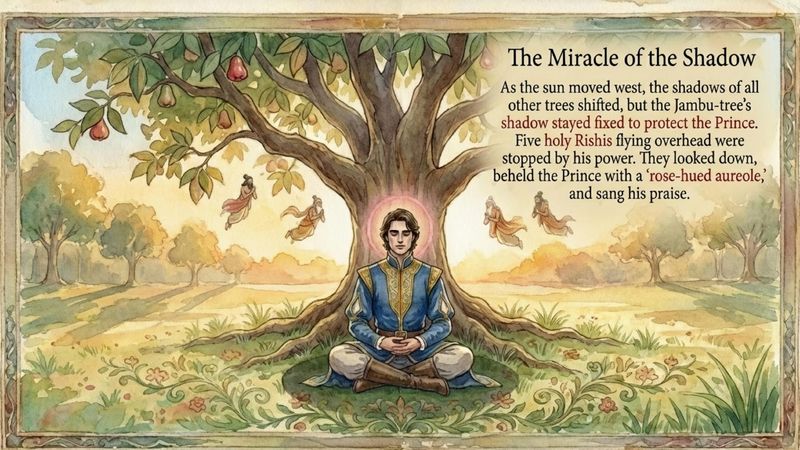 The Miracle of the Shadow
As the sun moved west, the shadows of all
other trees shifted, but the Jambu-tree’s
shadow stayed fixed to protect the Prince.
Five holy Rishis flying overhead were
stopped by his power. They looked down,
beheld the Prince with a ‘rose-hued aureole,’
and sang his praise.